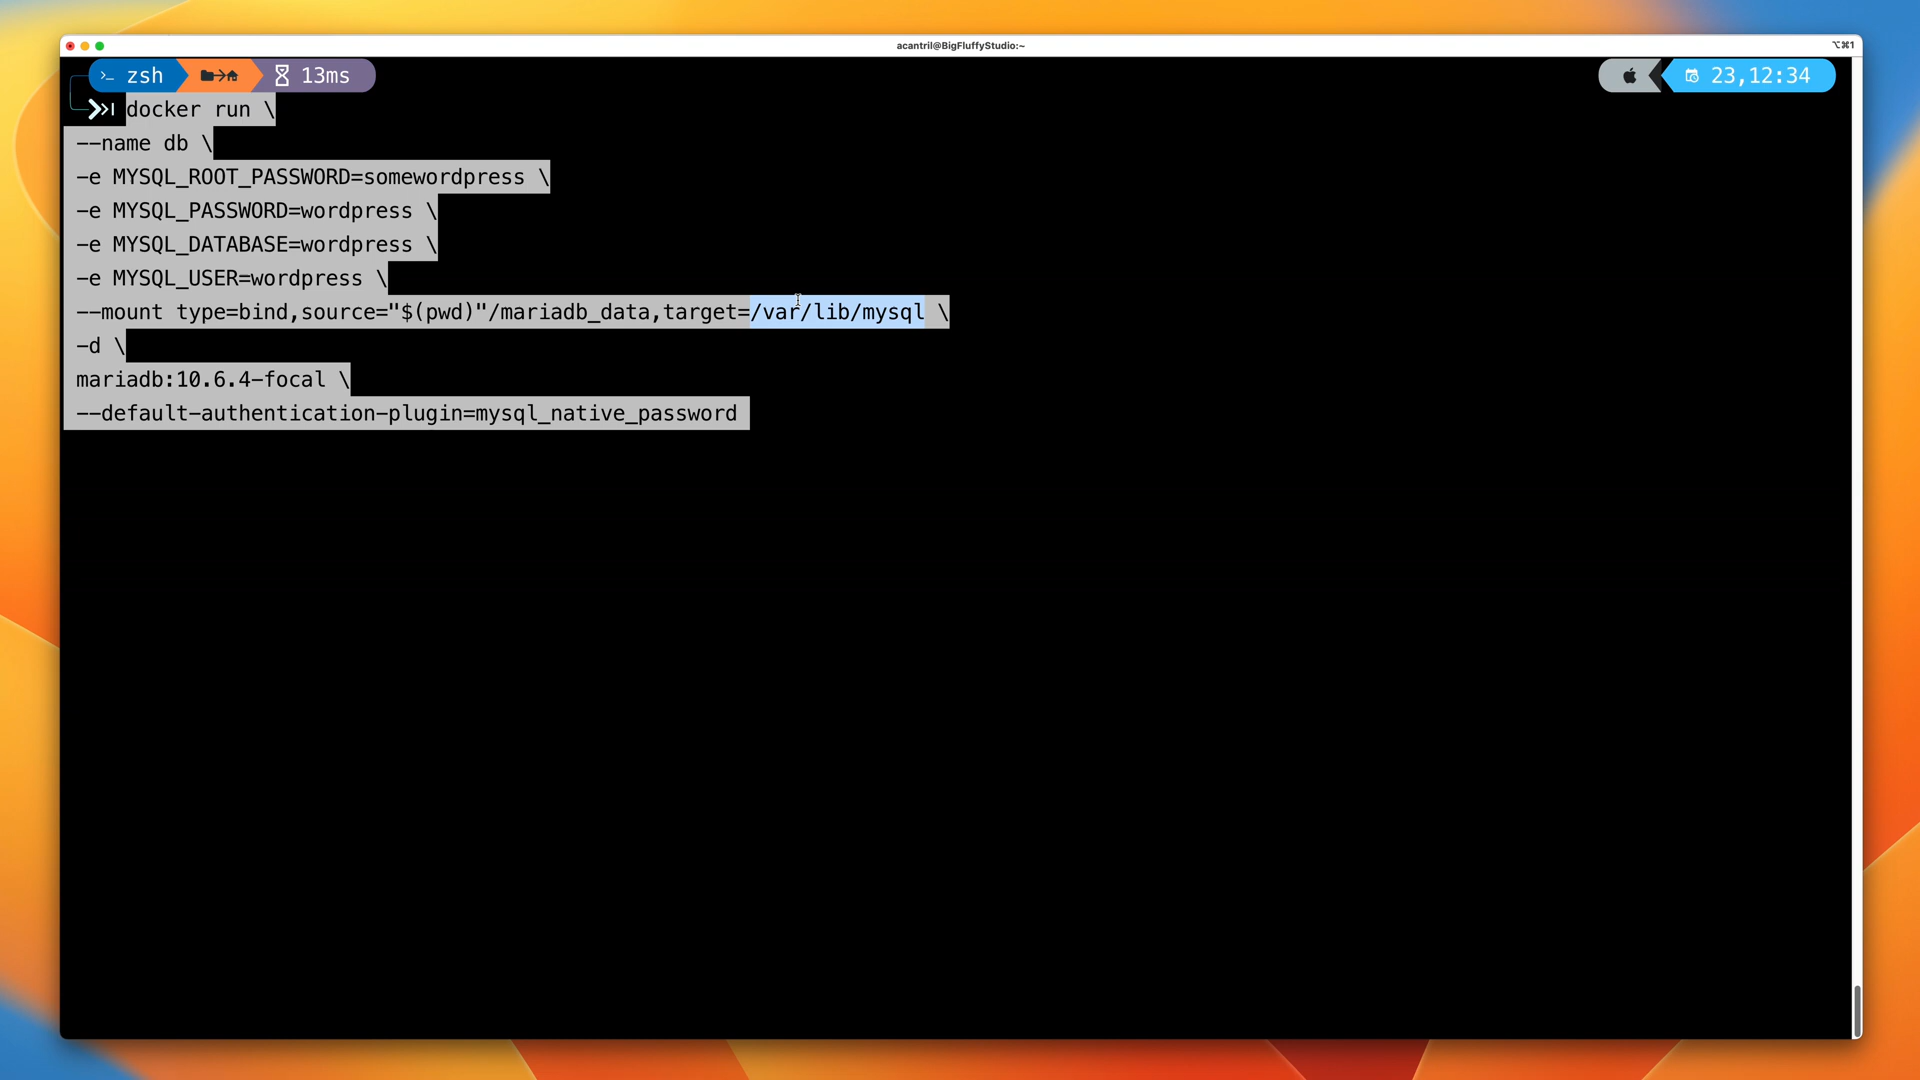 acantril@BigFluffyStudio:~
⌥⌘1
zsh
13ms
23,12:34
docker run \
--name db \
-e MYSQL_ROOT_PASSWORD=somewordpress \
-e MYSQL_PASSWORD=wordpress \
-e MYSQL_DATABASE=wordpress \
-e MYSQL_USER=wordpress \
--mount type=bind,source="$(pwd)"/mariadb_data,target=/var/lib/mysql \
-d \
mariadb:10.6.4-focal \
--default-authentication-plugin=mysql_native_password